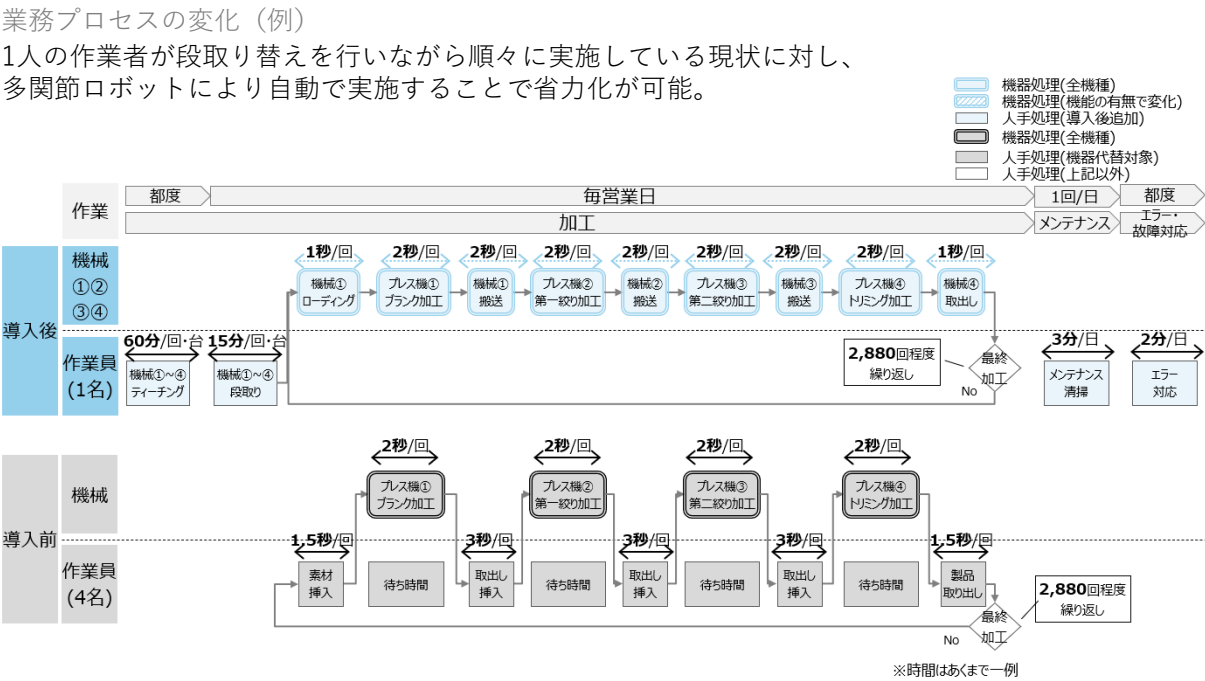 業務プロセスの変化（例）
1人の作業者が段取り替えを行いながら順々に実施している現状に対し、
多関節ロボットにより自動で実施することで省力化が可能。
機器処理(全機種)
機器処理(機能の有無で変化)
人手処理(導入後追加)
機器処理(全機種)
人手処理(機器代替対象)
人手処理(上記以外)
作業
都度
毎営業日
1回/日
都度
加工
メンテナンス
エラー・
故障対応
導入後
機械
①②
③④
1秒/回
2秒/回
2秒/回
2秒/回
2秒/回
2秒/回
2秒/回
2秒/回
1秒/回
機械①
ローディング
プレス機①
ブランク加工
機械①
搬送
プレス機②
第一絞り加工
機械②
搬送
プレス機③
第二絞り加工
機械③
搬送
プレス機④
トリミング加工
機械④
取出し
作業員
(1名)
60分/回・台
15分/回・台
機械①~④
ティーチング
機械①~④
段取り
2,880回程度
繰り返し
最終
加工
No
3分/日
2分/日
メンテナンス
清掃
エラー
対応
導入前
機械
2秒/回
2秒/回
2秒/回
2秒/回
プレス機①
ブランク加工
プレス機②
第一絞り加工
プレス機③
第二絞り加工
プレス機④
トリミング加工
作業員
(4名)
1.5秒/回
3秒/回
3秒/回
3秒/回
1.5秒/回
素材
挿入
待ち時間
取出し
挿入
待ち時間
取出し
挿入
待ち時間
取出し
挿入
待ち時間
製品
取り出し
2,880回程度
繰り返し
最終
加工
No
※時間はあくまで一例